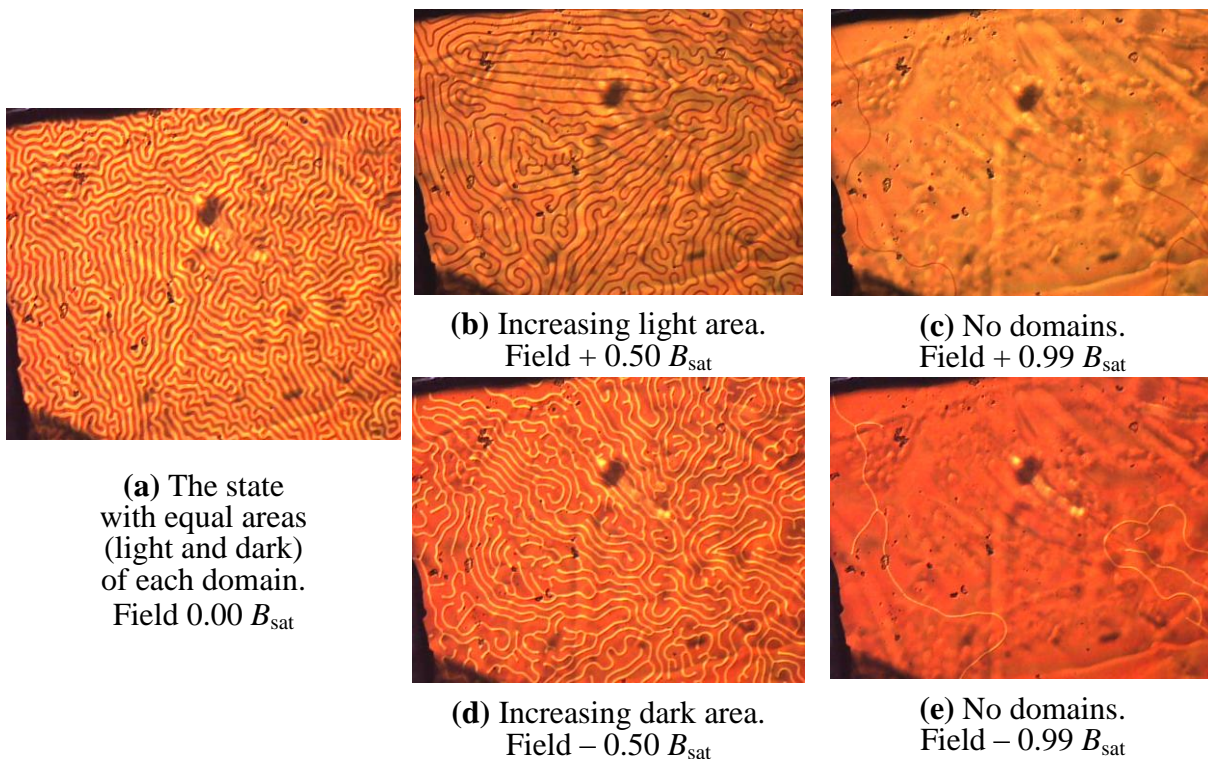 (a) The state
with equal areas
(light and dark)
of each domain.
Field 0.00 Bsat
(b) Increasing light area.
Field + 0.50 Bsat
(c) No domains.
Field + 0.99 Bsat
(d) Increasing dark area.
Field – 0.50 Bsat
(e) No domains.
Field – 0.99 Bsat